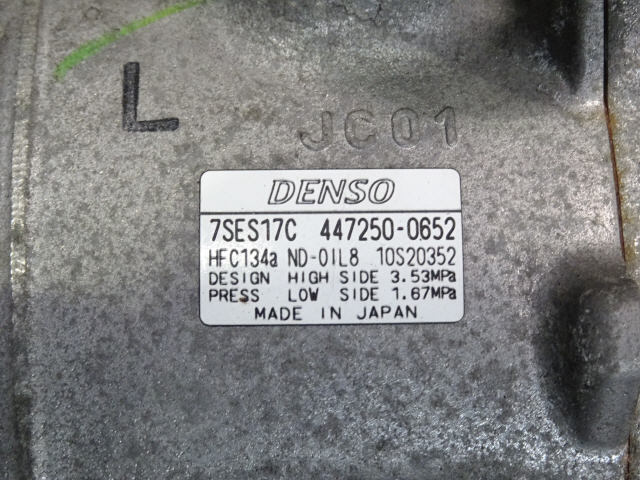 L
JC01
DENSO
7SES17C 447250-0652
HFC134a ND-OIL8 10S20352
DESIGN HIGH SIDE 3.53MPa
PRESS LOW SIDE 1.67MPa
MADE IN JAPAN